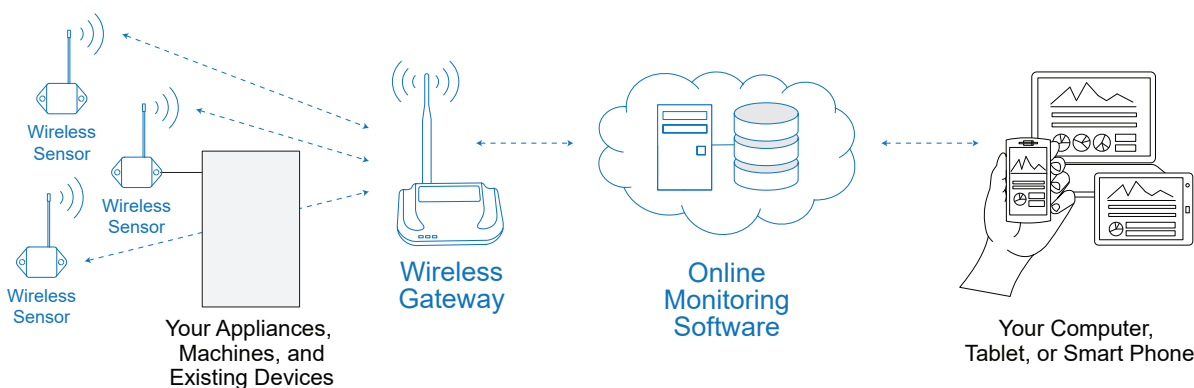 Wireless
Sensor
Wireless
Sensor
Wireless
Sensor
Your Appliances,
Machines, and
Existing Devices
Wireless
Gateway
Online
Monitoring
Software
Your Computer,
Tablet, or Smart Phone